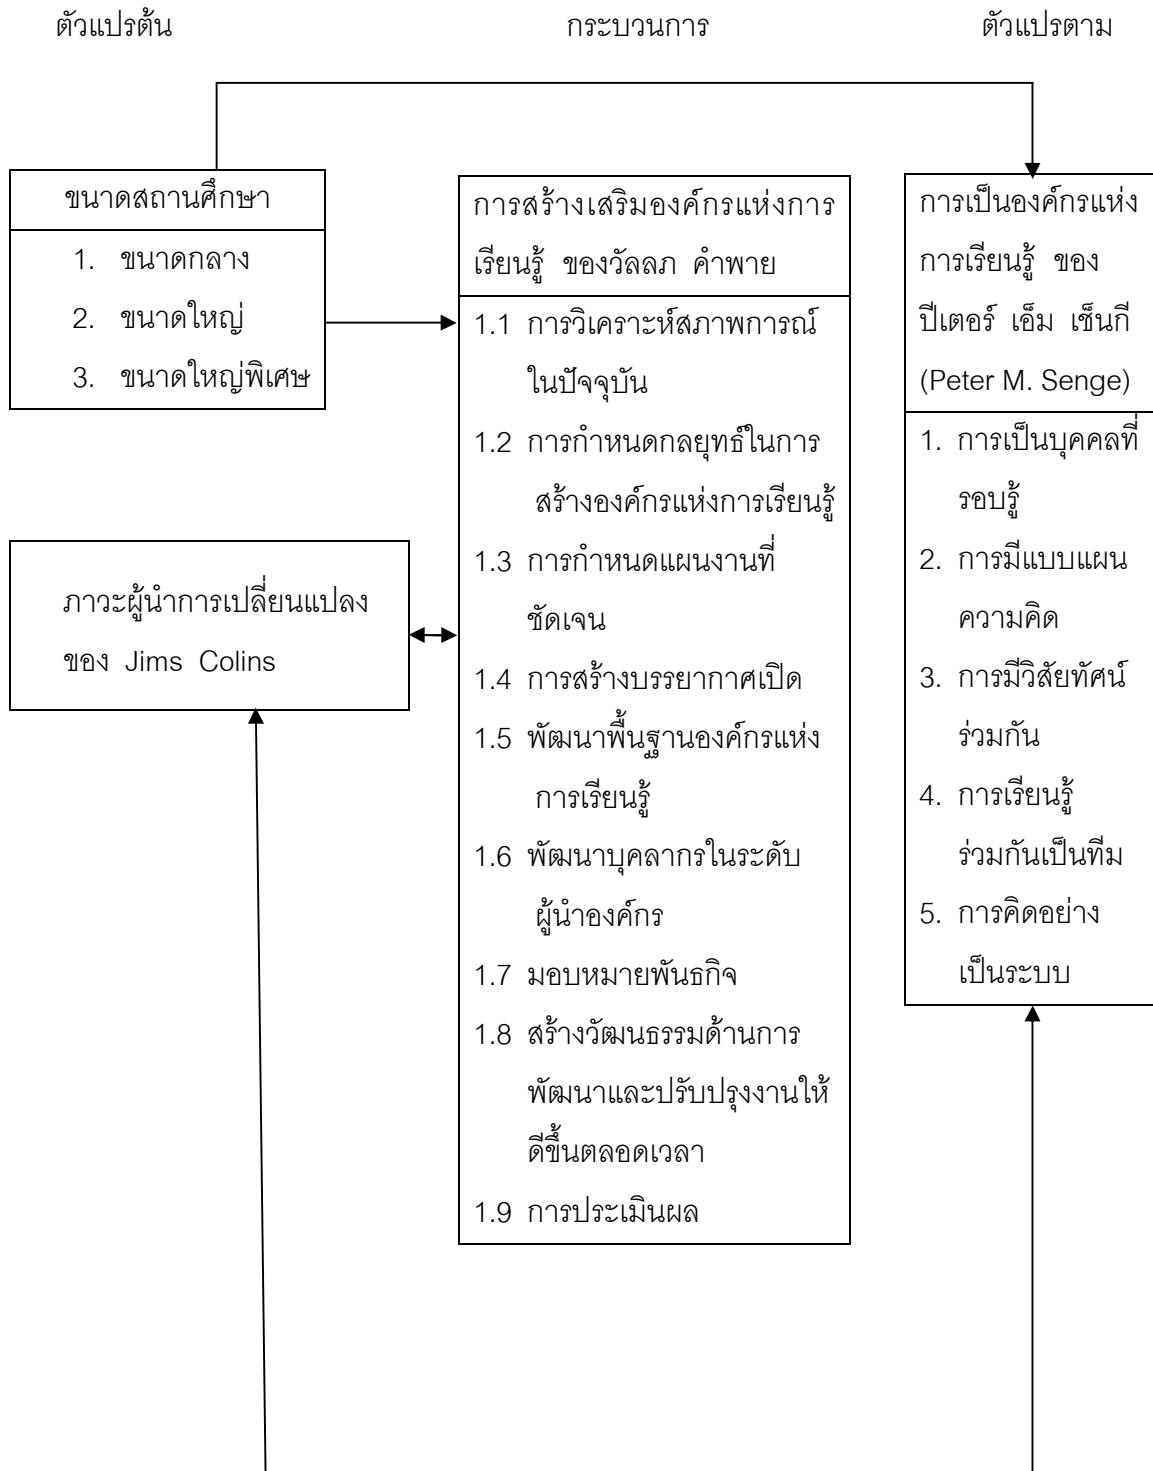 ตัวแปรต้น กระบวนการ ตัวแปรตาม
ขนาดสถานศึกษา
1. ขนาดกลาง
2. ขนาดใหญ่
3. ขนาดใหญ่พิเศษ
ภาวะผู้นำการเปลี่ยนแปลง
ของ Jims Colins
การสร้างเสริมองค์กรแห่งการ
เรียนรู้ ของวัลลภ คำพาย
1.1 การวิเคราะห์สภาพการณ์
ในปัจจุบัน
1.2 การกำหนดกลยุทธ์ในการ
สร้างองค์กรแห่งการเรียนรู้
1.3 การกำหนดแผนงานที่
ชัดเจน
1.4 การสร้างบรรยากาศเปิด
1.5 พัฒนาพื้นฐานองค์กรแห่ง
การเรียนรู้
1.6 พัฒนาบุคลากรในระดับ
ผู้นำองค์กร
1.7 มอบหมายพันธกิจ
1.8 สร้างวัฒนธรรมด้านการ
พัฒนาและปรับปรุงงานให้
ดีขึ้นตลอดเวลา
1.9 การประเมินผล
การเป็นองค์กรแห่ง
การเรียนรู้ ของ
ปีเตอร์ เอ็ม เซ็นกี
(Peter M. Senge)
1. การเป็นบุคคลที่
รอบรู้
2. การมีแบบแผน
ความคิด
3. การมีวิสัยทัศน์
ร่วมกัน
4. การเรียนรู้
ร่วมกันเป็นทีม
5. การคิดอย่าง
เป็นระบบ